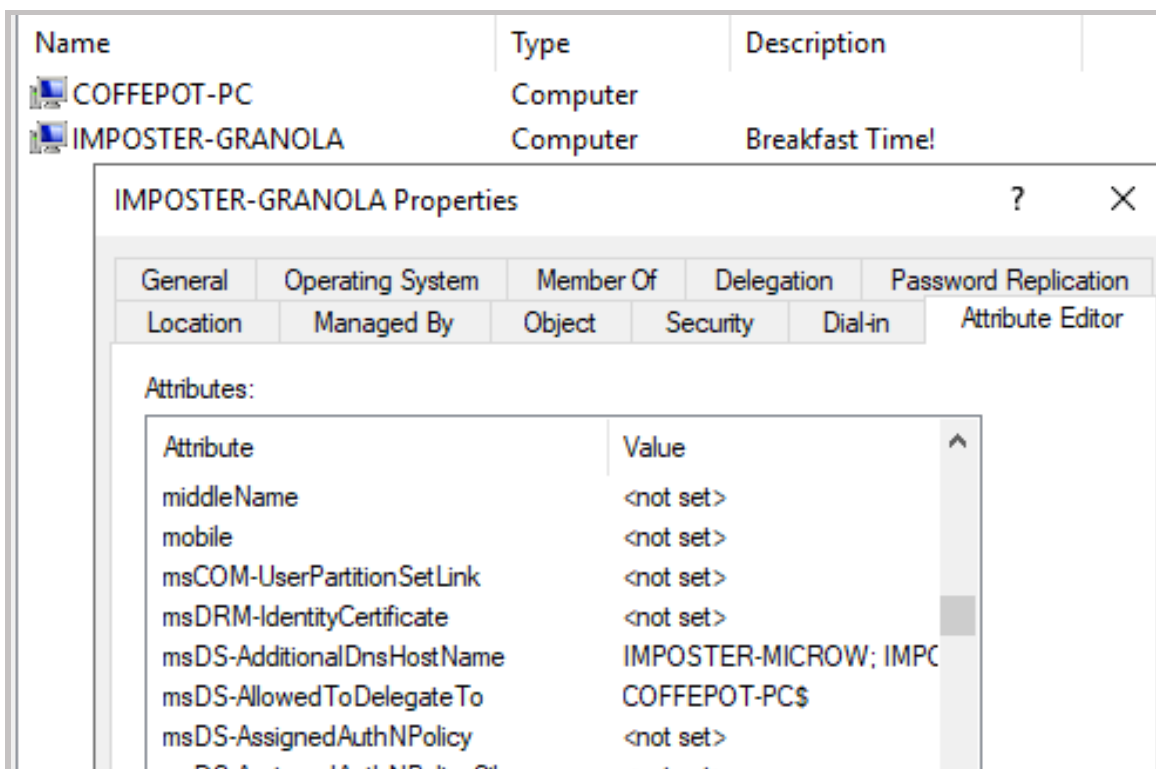 Name Type Description
COFFEPOT-PC Computer
IMPOSTER-GRANOLA Computer Breakfast Time!
IMPOSTER-GRANOLA Properties ? X
General Operating System Member Of Delegation Password Replication
Location Managed By Object Security Dial-in Attribute Editor
Attributes:
Attribute Value
middleName <not set>
mobile <not set>
msCOM-UserPartitionSetLink <not set>
msDRM-IdentityCertificate <not set>
msDS-AdditionalDnsHostName IMPOSTER-MICROW; IMPO
msDS-AllowedToDelegateTo COFFEPOT-PC$
msDS-AssignedAuthNPolicy <not set>